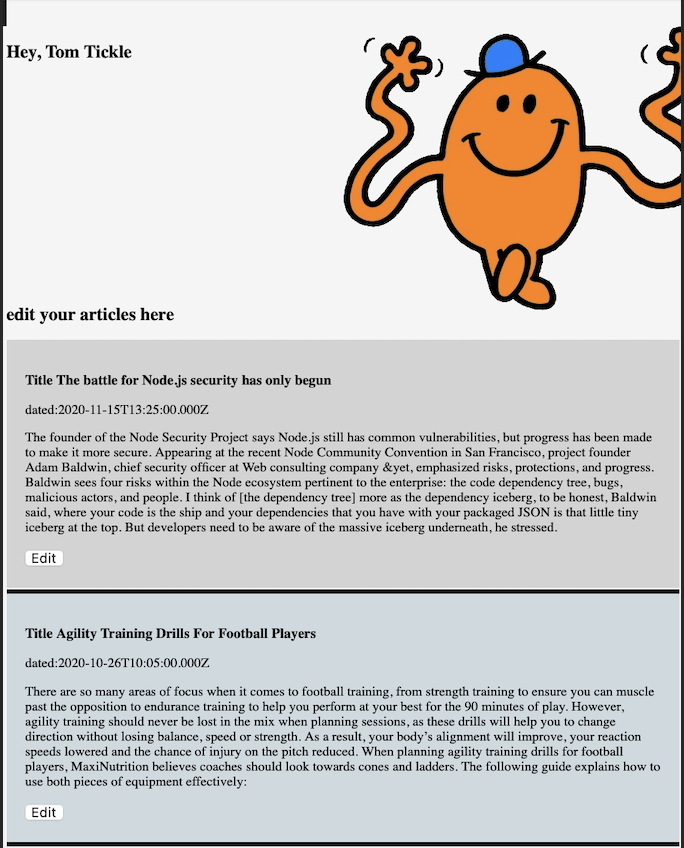 Hey, Tom Tickle
edit your articles here
Title The battle for Node.js security has only begun
dated:2020-11-15T13:25:00.000Z
The founder of the Node Security Project says Node.js still has common vulnerabilities, but progress has been made
to make it more secure. Appearing at the recent Node Community Convention in San Francisco, project founder
Adam Baldwin, chief security officer at Web consulting company &yet, emphasized risks, protections, and progress.
Baldwin sees four risks within the Node ecosystem pertinent to the enterprise: the code dependency tree, bugs,
malicious actors, and people. I think of [the dependency tree] more as the dependency iceberg, to be honest, Baldwin
said, where your code is the ship and your dependencies that you have with your packaged JSON is that little tiny
iceberg at the top. But developers need to be aware of the massive iceberg underneath, he stressed.
Edit
Title Agility Training Drills For Football Players
dated:2020-10-26T10:05:00.000Z
There are so many areas of focus when it comes to football training, from strength training to ensure you can muscle
past the opposition to endurance training to help you perform at your best for the 90 minutes of play. However,
agility training should never be lost in the mix when planning sessions, as these drills will help you to change
direction without losing balance, speed or strength. As a result, your body’s alignment will improve, your reaction
speeds lowered and the chance of injury on the pitch reduced. When planning agility training drills for football
players, MaxiNutrition believes coaches should look towards cones and ladders. The following guide explains how to
use both pieces of equipment effectively:
Edit